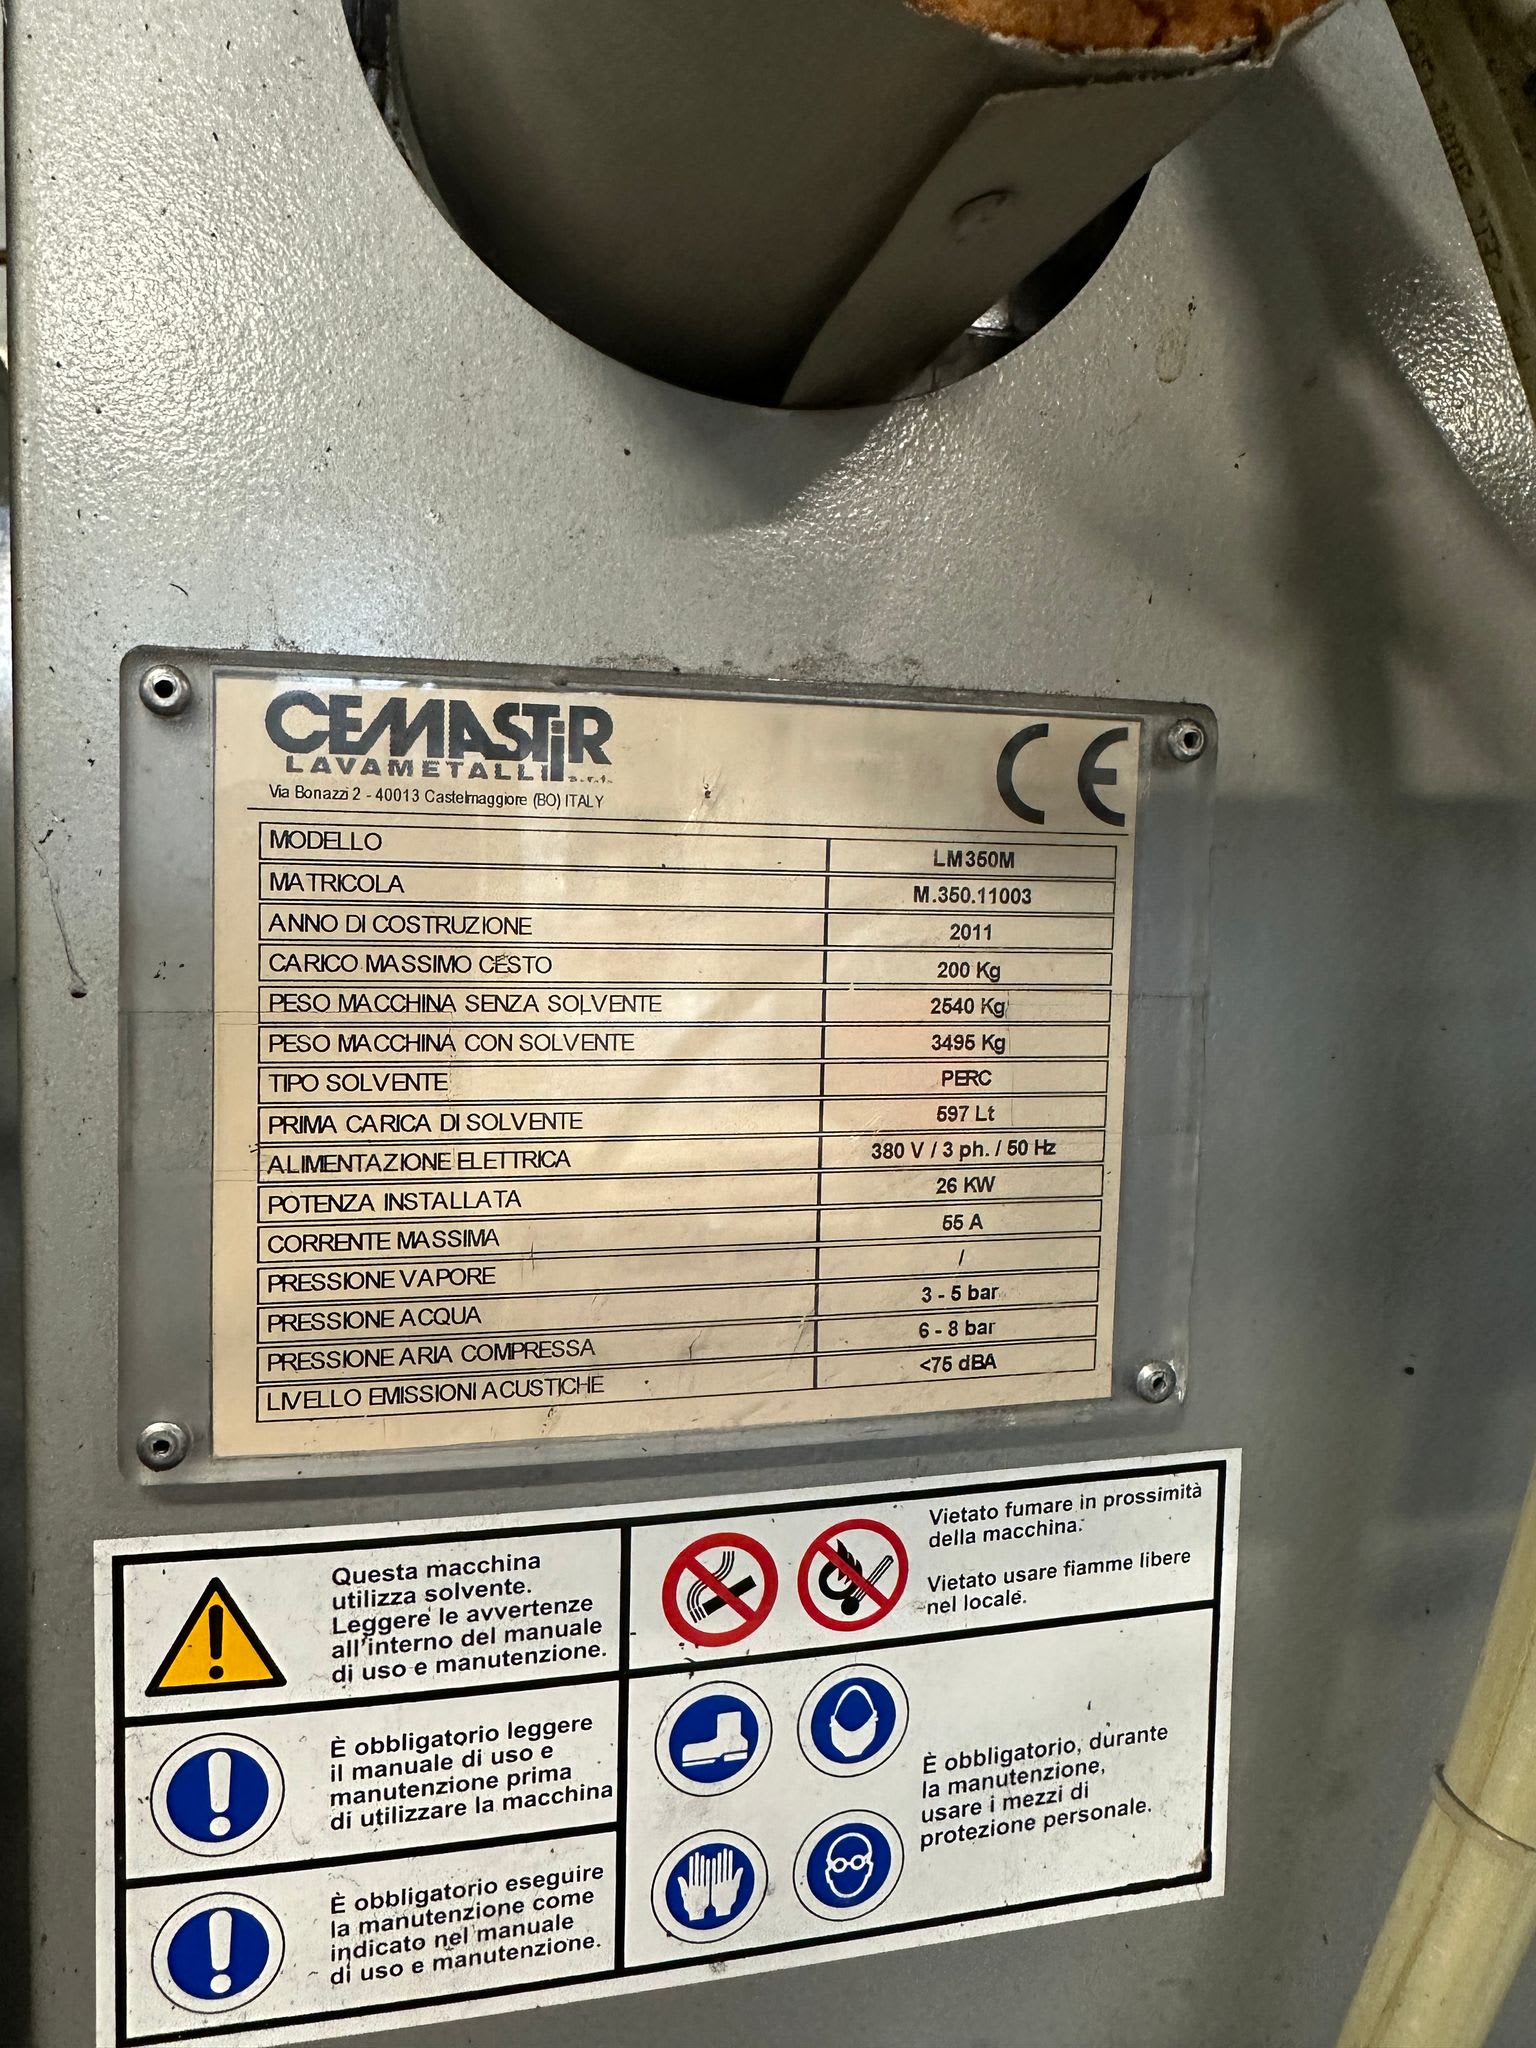 CEMASTiR
LAVAMETALLI s.r.l.
Via Bonazzi 2 - 40013 Castelmaggiore (BO) ITALY
CE
MODELLO LM350M
MATRICOLA M.350.11003
ANNO DI COSTRUZIONE 2011
CARICO MASSIMO CESTO 200 Kg
PESO MACCHINA SENZA SOLVENTE 2540 Kg
PESO MACCHINA CON SOLVENTE 3495 Kg
TIPO SOLVENTE PERC
PRIMA CARICA DI SOLVENTE 597 Lt
ALIMENTAZIONE ELETTRICA 380 V / 3 ph. / 50 Hz
POTENZA INSTALLATA 26 KW
CORRENTE MASSIMA 55 A
PRESSIONE VAPORE /
PRESSIONE ACQUA 3 - 5 bar
PRESSIONE ARIA COMPRESSA 6 - 8 bar
LIVELLO EMISSIONI ACUSTICHE <75 dBA
Questa macchina
utilizza solvente.
Leggere le avvertenze
all'interno del manuale
di uso e manutenzione.
Vietato fumare in prossimità
della macchina.
Vietato usare fiamme libere
nel locale.
È obbligatorio leggere
il manuale di uso e
manutenzione prima
di utilizzare la macchina
È obbligatorio eseguire
la manutenzione come
indicato nel manuale
di uso e manutenzione.
È obbligatorio, durante
la manutenzione,
usare i mezzi di
protezione personale.